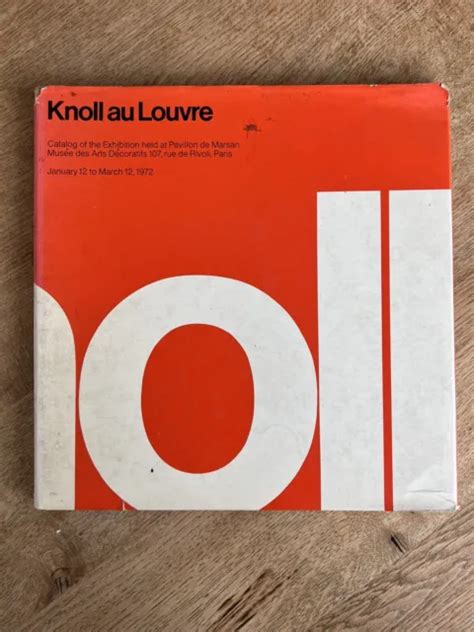 Knoll au Louvre
Catalog of the Exhibition held at Pavillon de Marsan
Musée des Arts Décoratifs 107, rue de Rivoli, Paris
January 12 to March 12, 1972
noll